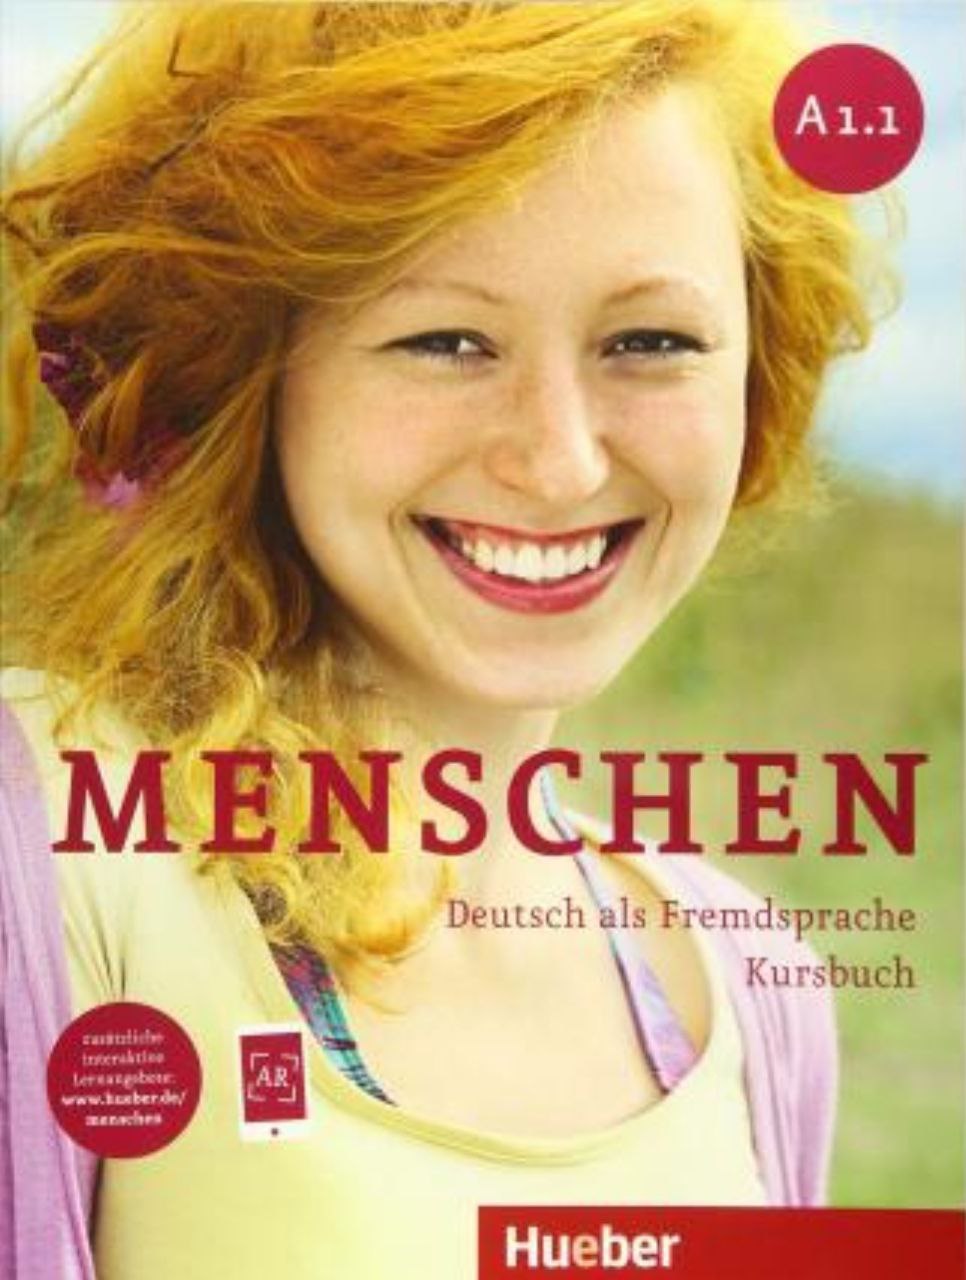 A1.1
MENSCHEN
Deutsch als Fremdsprache
Kursbuch
zusätzliche
interaktive
Lernangebote:
www.hueber.de/
menschen
AR
Hueber